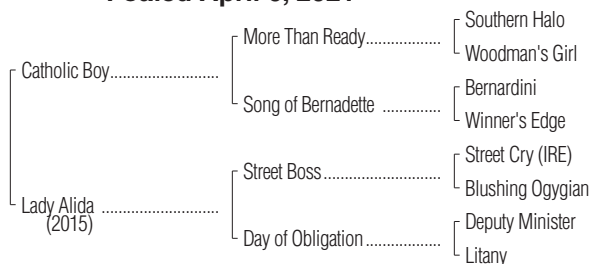 Foaled April 2021
Southern Halo
More Than Ready
Woodman's Girl
Catholic Boy
Bernardini
Song of Bernadette
Winner's Edge
Street Cry (IRE)
Street Boss
Blushing Ogygian
Lady Alida
(2015)
Deputy Minister
Day of Obligation
Litany